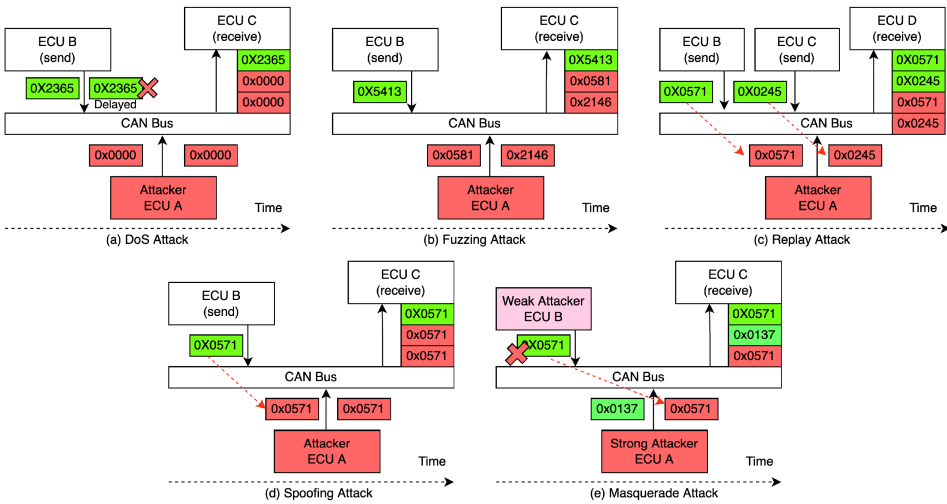 ECU B
(send)
0X2365
0X2365
Delayed
ECU C
(receive)
0X2365
0x0000
0x0000
CAN Bus
0x0000
0x0000
Attacker
ECU A
Time
(a) DoS Attack
ECU B
(send)
0X5413
ECU C
(receive)
0X5413
0x0581
0x2146
CAN Bus
0x0581
0x2146
Attacker
ECU A
Time
(b) Fuzzing Attack
ECU B
(send)
ECU C
(send)
0X0571
0X0245
ECU D
(receive)
0X0571
0X0245
0x0571
0x0245
CAN Bus
0x0571
0x0245
Attacker
ECU A
Time
(c) Replay Attack
ECU B
(send)
0X0571
ECU C
(receive)
0X0571
0x0571
0x0571
CAN Bus
0x0571
0x0571
Attacker
ECU A
Time
(d) Spoofing Attack
Weak Attacker
ECU B
0X0571
ECU C
(receive)
0X0571
0x0137
0x0571
CAN Bus
0x0137
0x0571
Strong Attacker
ECU A
Time
(e) Masquerade Attack